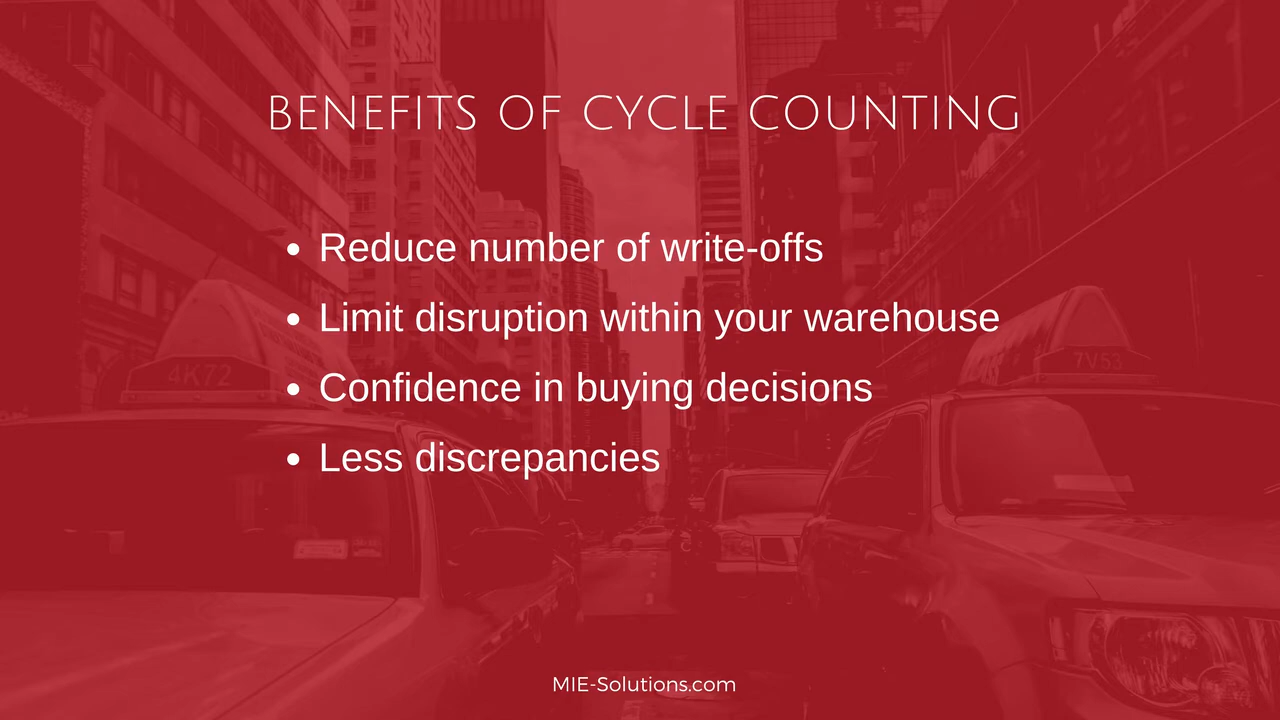 BENEFITS OF CYCLE COUNTING
• Reduce number of write-offs
• Limit disruption within your warehouse
• Confidence in buying decisions
• Less discrepancies
4K72
7V53
MIE-Solutions.com